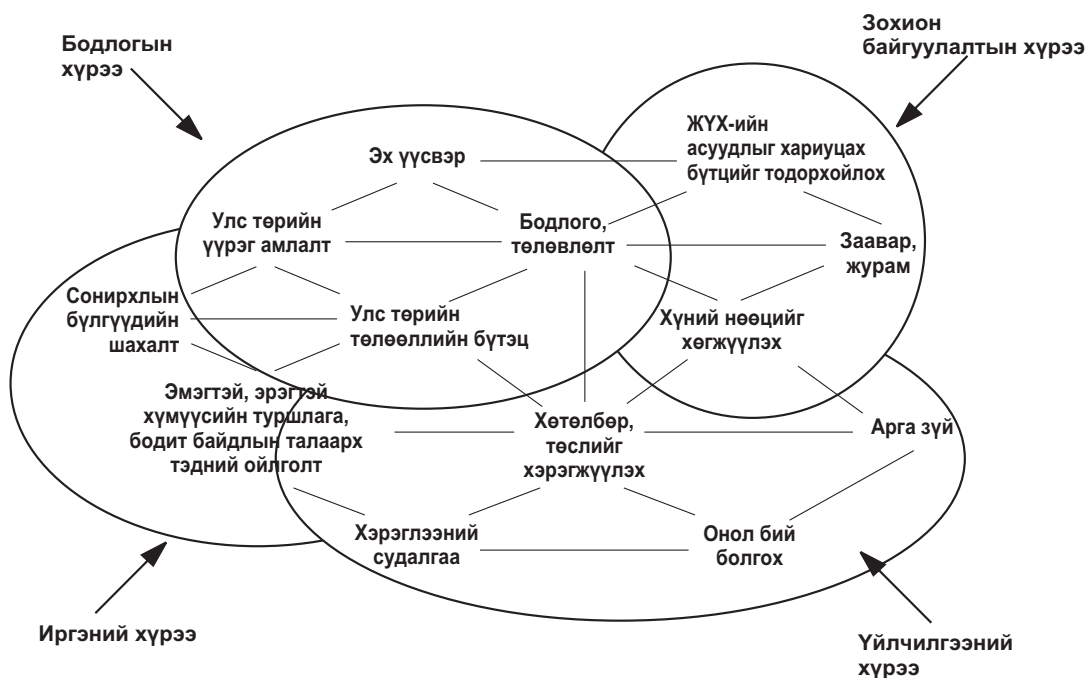 Бодлогын
хүрээ
Зохион
байгуулалтын хүрээ
Эх үүсвэр
ЖҮХ-ийн
асуудлыг хариуцах
бүтцийг тодорхойлох
Улс төрийн
үүрэг амлалт
Бодлого,
төлөвлөлт
Заавар,
журам
Сонирхлын
бүлгүүдийн
шахалт
Улс төрийн
төлөөллийн бүтэц
Хүний нөөцийг
хөгжүүлэх
Эмэгтэй, эрэгтэй
хүмүүсийн туршлага,
бодит байдлын талаарх
тэдний ойлголт
Хөтөлбөр,
төслийг
хэрэгжүүлэх
Арга зүй
Хэрэглээний
судалгаа
Онол бий
болгох
Иргэний хүрээ
Үйлчилгээний
хүрээ